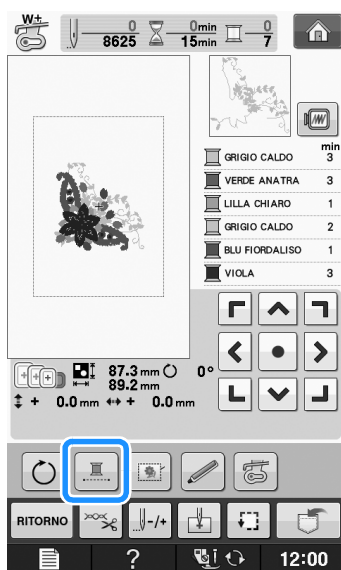 W+
0 0min 0
8625 15min 7
min
GRIGIO CALDO 3
VERDE ANATRA 3
LILLA CHIARO 1
GRIGIO CALDO 2
BLU FIORDALISO 1
VIOLA 3
87.3 mm 0°
89.2 mm
+ 0.0 mm + 0.0 mm
RITORNO -/+
? 12:00